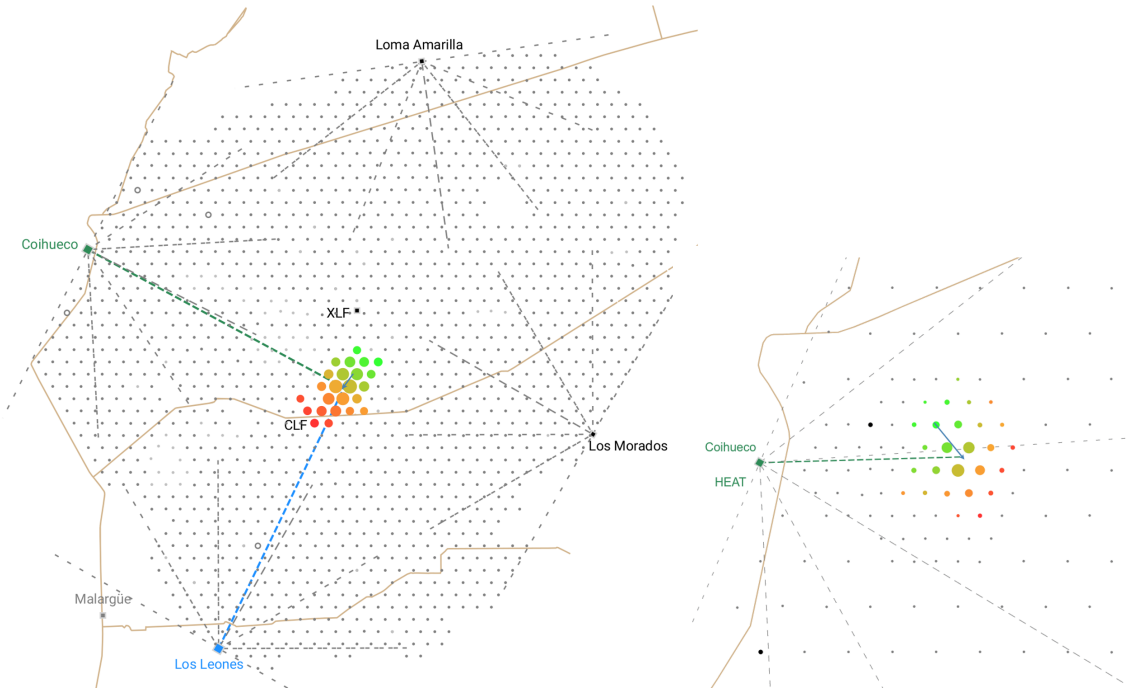 Loma Amarilla
Coihueco
XLF
CLF
Los Morados
Coihueco
HEAT
Malargüe
Los Leones